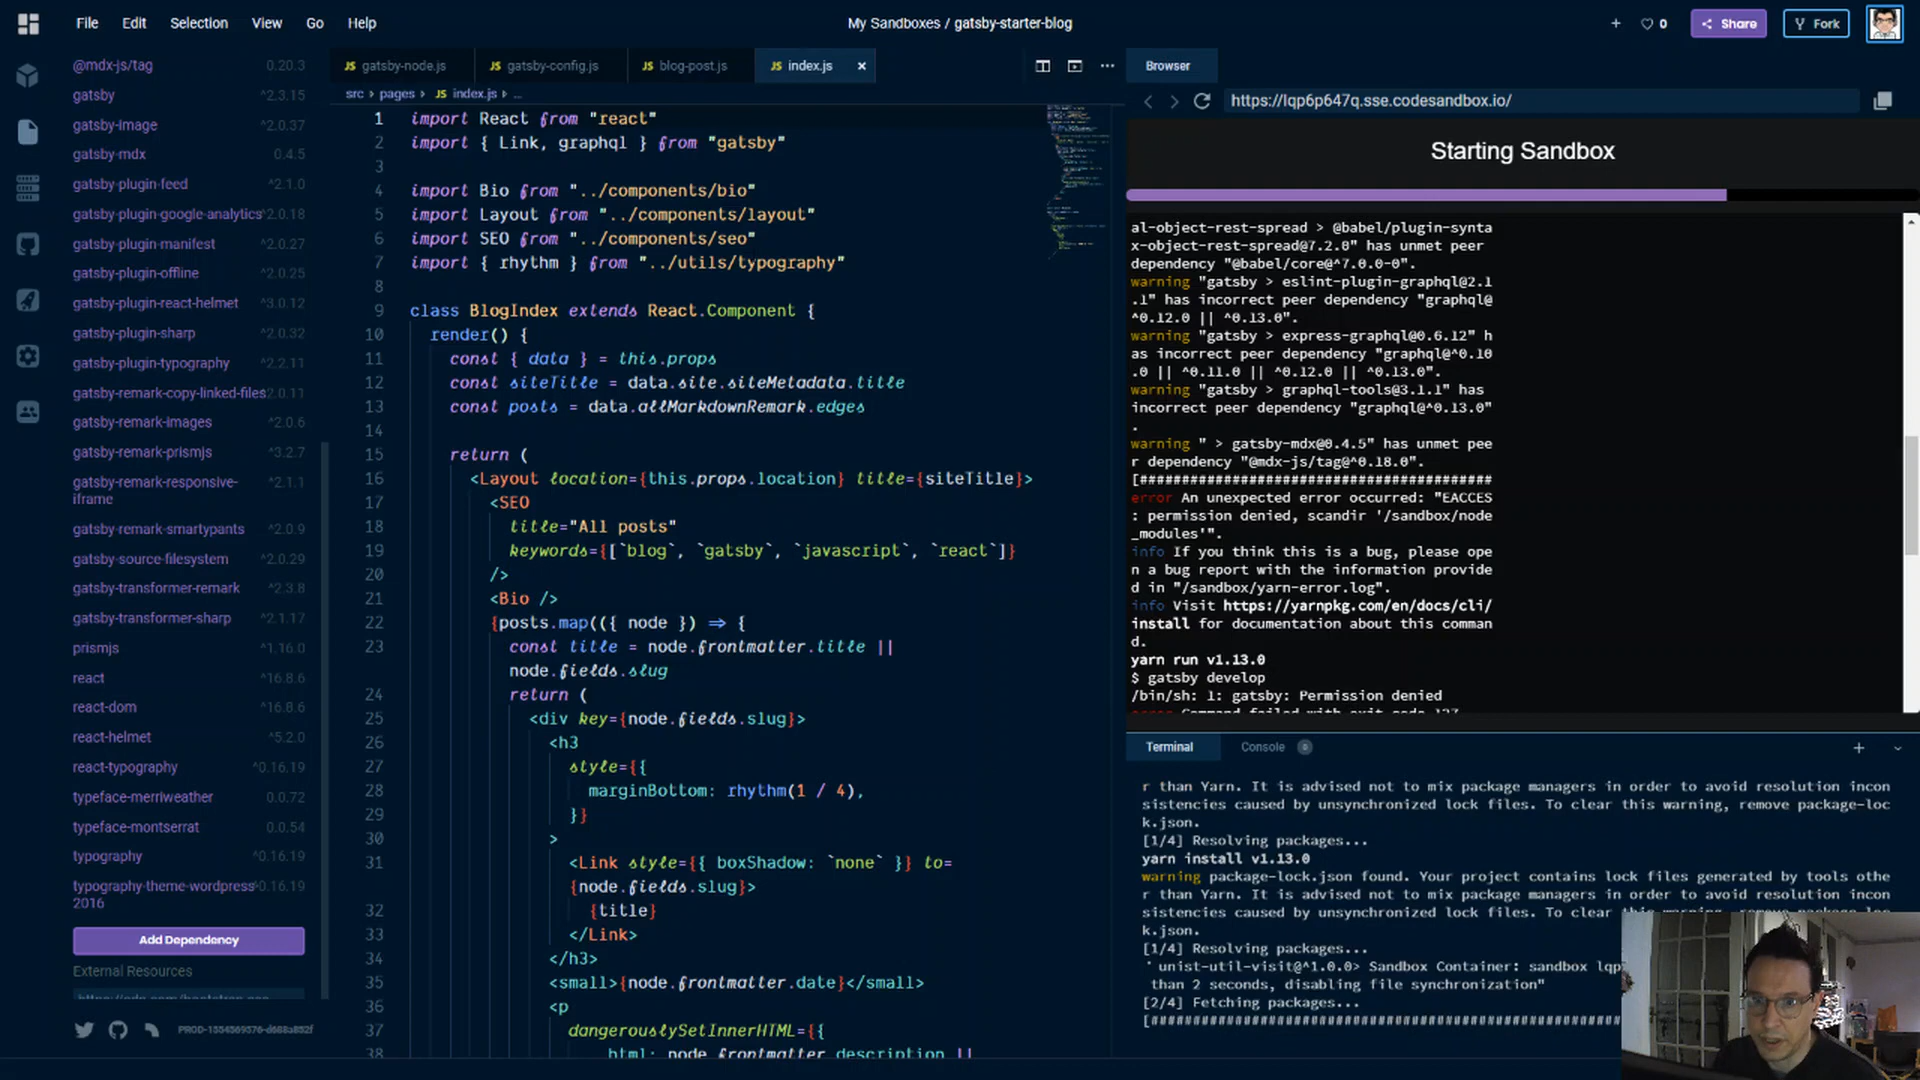 File Edit Selection View Go Help
My Sandboxes / gatsby-starter-blog
+ 0 Share Fork
@mdx-js/tag 0.20.3
gatsby ^2.3.15
gatsby-image ^2.0.37
gatsby-mdx 0.4.5
gatsby-plugin-feed ^2.1.0
gatsby-plugin-google-analytics ^2.0.18
gatsby-plugin-manifest ^2.0.27
gatsby-plugin-offline ^2.0.25
gatsby-plugin-react-helmet ^3.0.12
gatsby-plugin-sharp ^2.0.32
gatsby-plugin-typography ^2.2.11
gatsby-remark-copy-linked-files ^2.0.11
gatsby-remark-images ^2.0.6
gatsby-remark-prismjs ^3.2.7
gatsby-remark-responsive-iframe ^2.1.1
gatsby-remark-smartypants ^2.0.9
gatsby-source-filesystem ^2.0.29
gatsby-transformer-remark ^2.3.8
gatsby-transformer-sharp ^2.1.17
prismjs ^1.16.0
react ^16.8.6
react-dom ^16.8.6
react-helmet ^5.2.0
react-typography ^0.16.19
typeface-merriweather 0.0.72
typeface-montserrat 0.0.54
typography ^0.16.19
typography-theme-wordpress ^0.16.19
2016
Add Dependency
External Resources
PROD-1554569576-d688a852f
JS gatsby-node.js JS gatsby-config.js JS blog-post.js JS index.js ×
src > pages > JS index.js > ...
1 import React from "react"
2 import { Link, graphql } from "gatsby"
3
4 import Bio from "../components/bio"
5 import Layout from "../components/layout"
6 import SEO from "../components/seo"
7 import { rhythm } from "../utils/typography"
8
9 class BlogIndex extends React.Component {
10 render() {
11 const { data } = this.props
12 const siteTitle = data.site.siteMetadata.title
13 const posts = data.allMarkdownRemark.edges
14
15 return (
16 <Layout location={this.props.location} title={siteTitle}>
17 <SEO
18 title="All posts"
19 keywords={[`blog`, `gatsby`, `javascript`, `react`]}
20 />
21 <Bio />
22 {posts.map(({ node }) => {
23 const title = node.frontmatter.title ||
node.fields.slug
24 return (
25 <div key={node.fields.slug}>
26 <h3
27 style={{
28 marginBottom: rhythm(1 / 4),
29 }}
30 >
31 <Link style={{ boxShadow: `none` }} to=
{node.fields.slug}>
32 {title}
33 </Link>
34 </h3>
35 <small>{node.frontmatter.date}</small>
36 <p
37 dangerouslySetInnerHTML={{
38 html: node.frontmatter.description ||
Browser
https://lqp6p647q.sse.codesandbox.io/
Starting Sandbox
al-object-rest-spread > @babel/plugin-synta
x-object-rest-spread@7.2.0" has unmet peer
dependency "@babel/core@^7.0.0-0".
warning "gatsby > eslint-plugin-graphql@2.1
.1" has incorrect peer dependency "graphql@
^0.12.0 || ^0.13.0".
warning "gatsby > express-graphql@0.6.12" h
as incorrect peer dependency "graphql@^0.10
.0 || ^0.11.0 || ^0.12.0 || ^0.13.0".
warning "gatsby > graphql-tools@3.1.1" has
incorrect peer dependency "graphql@^0.13.0"
.
warning " > gatsby-mdx@0.4.5" has unmet pee
r dependency "@mdx-js/tag@^0.18.0".
[#########################################
error An unexpected error occurred: "EACCES
: permission denied, scandir '/sandbox/node
_modules'".
info If you think this is a bug, please ope
n a bug report with the information provide
d in "/sandbox/yarn-error.log".
info Visit https://yarnpkg.com/en/docs/cli/
install for documentation about this comman
d.
yarn run v1.13.0
$ gatsby develop
/bin/sh: 1: gatsby: Permission denied
error Command failed with exit code 127
Terminal Console 0
r than Yarn. It is advised not to mix package managers in order to avoid resolution incon
sistencies caused by unsynchronized lock files. To clear this warning, remove package-loc
k.json.
[1/4] Resolving packages...
yarn install v1.13.0
warning package-lock.json found. Your project contains lock files generated by tools othe
r than Yarn. It is advised not to mix package managers in order to avoid resolution incon
sistencies caused by unsynchronized lock files. To clear this warning, remove package-loc
k.json.
[1/4] Resolving packages...
' unist-util-visit@^1.0.0> Sandbox Container: sandbox lqp
than 2 seconds, disabling file synchronization"
[2/4] Fetching packages...
[########################################################